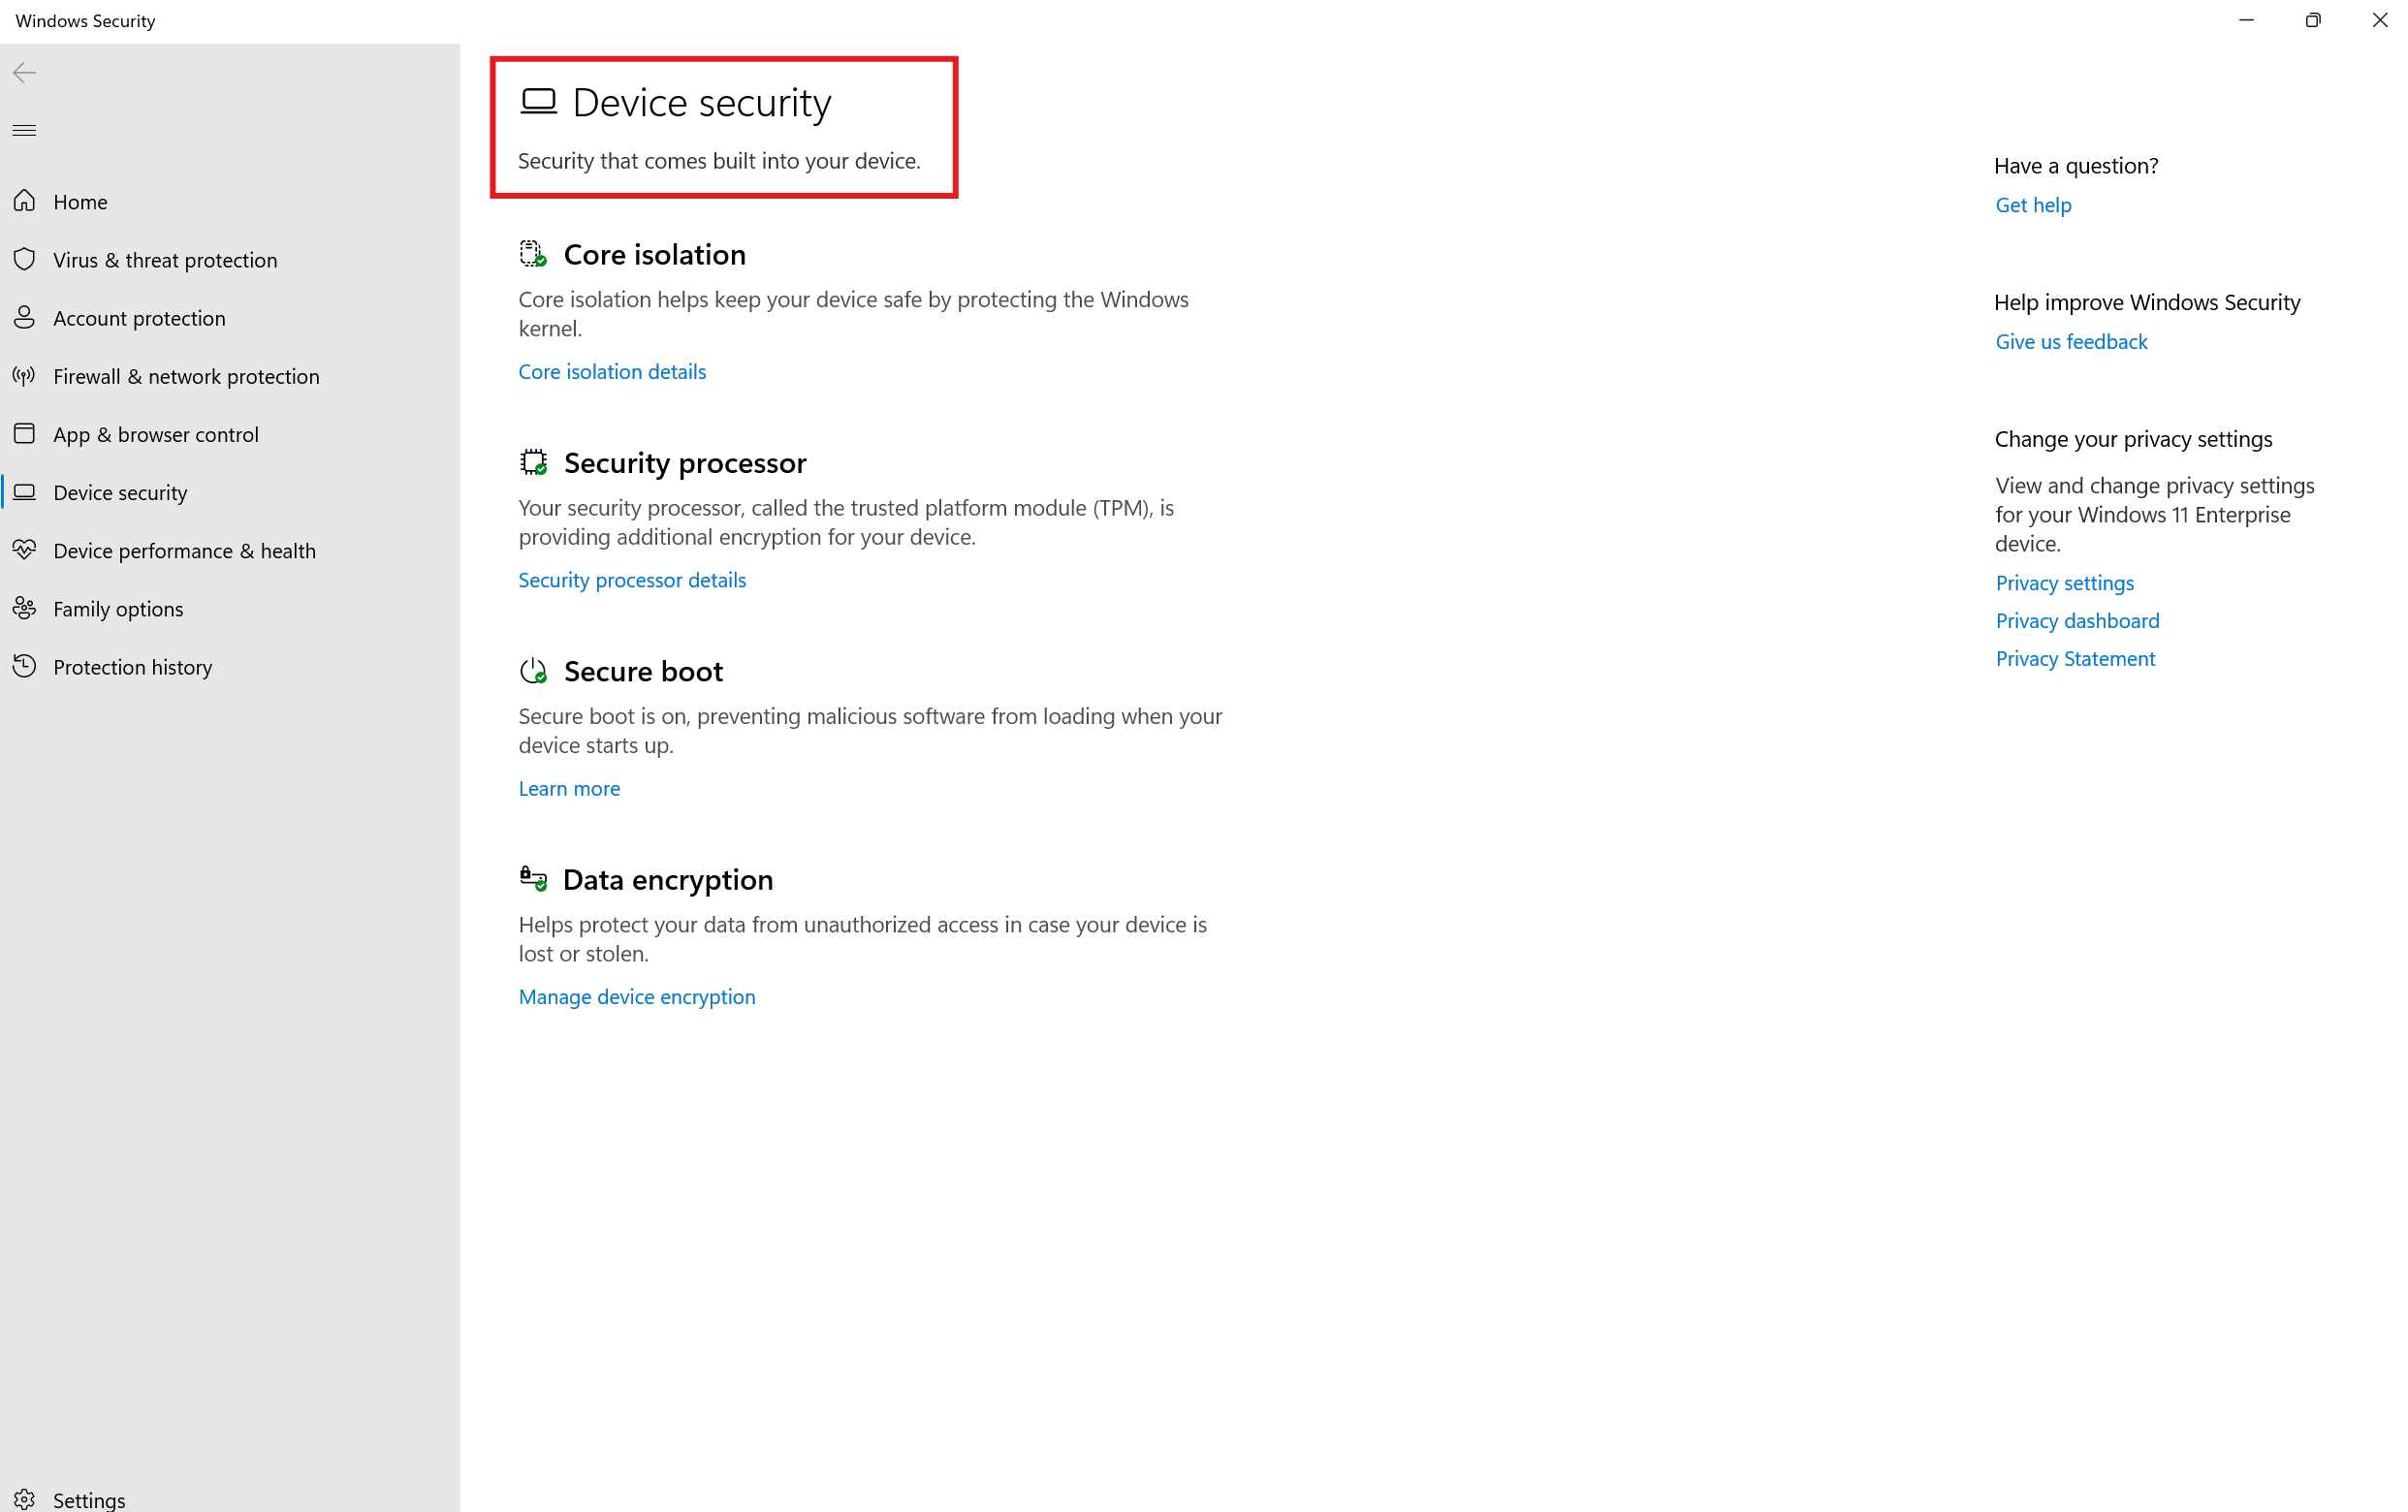 Windows Security
Home
Virus & threat protection
Account protection
Firewall & network protection
App & browser control
Device security
Device performance & health
Family options
Protection history
Settings
Device security
Security that comes built into your device.
Core isolation
Core isolation helps keep your device safe by protecting the Windows
kernel.
Core isolation details
Security processor
Your security processor, called the trusted platform module (TPM), is
providing additional encryption for your device.
Security processor details
Secure boot
Secure boot is on, preventing malicious software from loading when your
device starts up.
Learn more
Data encryption
Helps protect your data from unauthorized access in case your device is
lost or stolen.
Manage device encryption
Have a question?
Get help
Help improve Windows Security
Give us feedback
Change your privacy settings
View and change privacy settings
for your Windows 11 Enterprise
device.
Privacy settings
Privacy dashboard
Privacy Statement